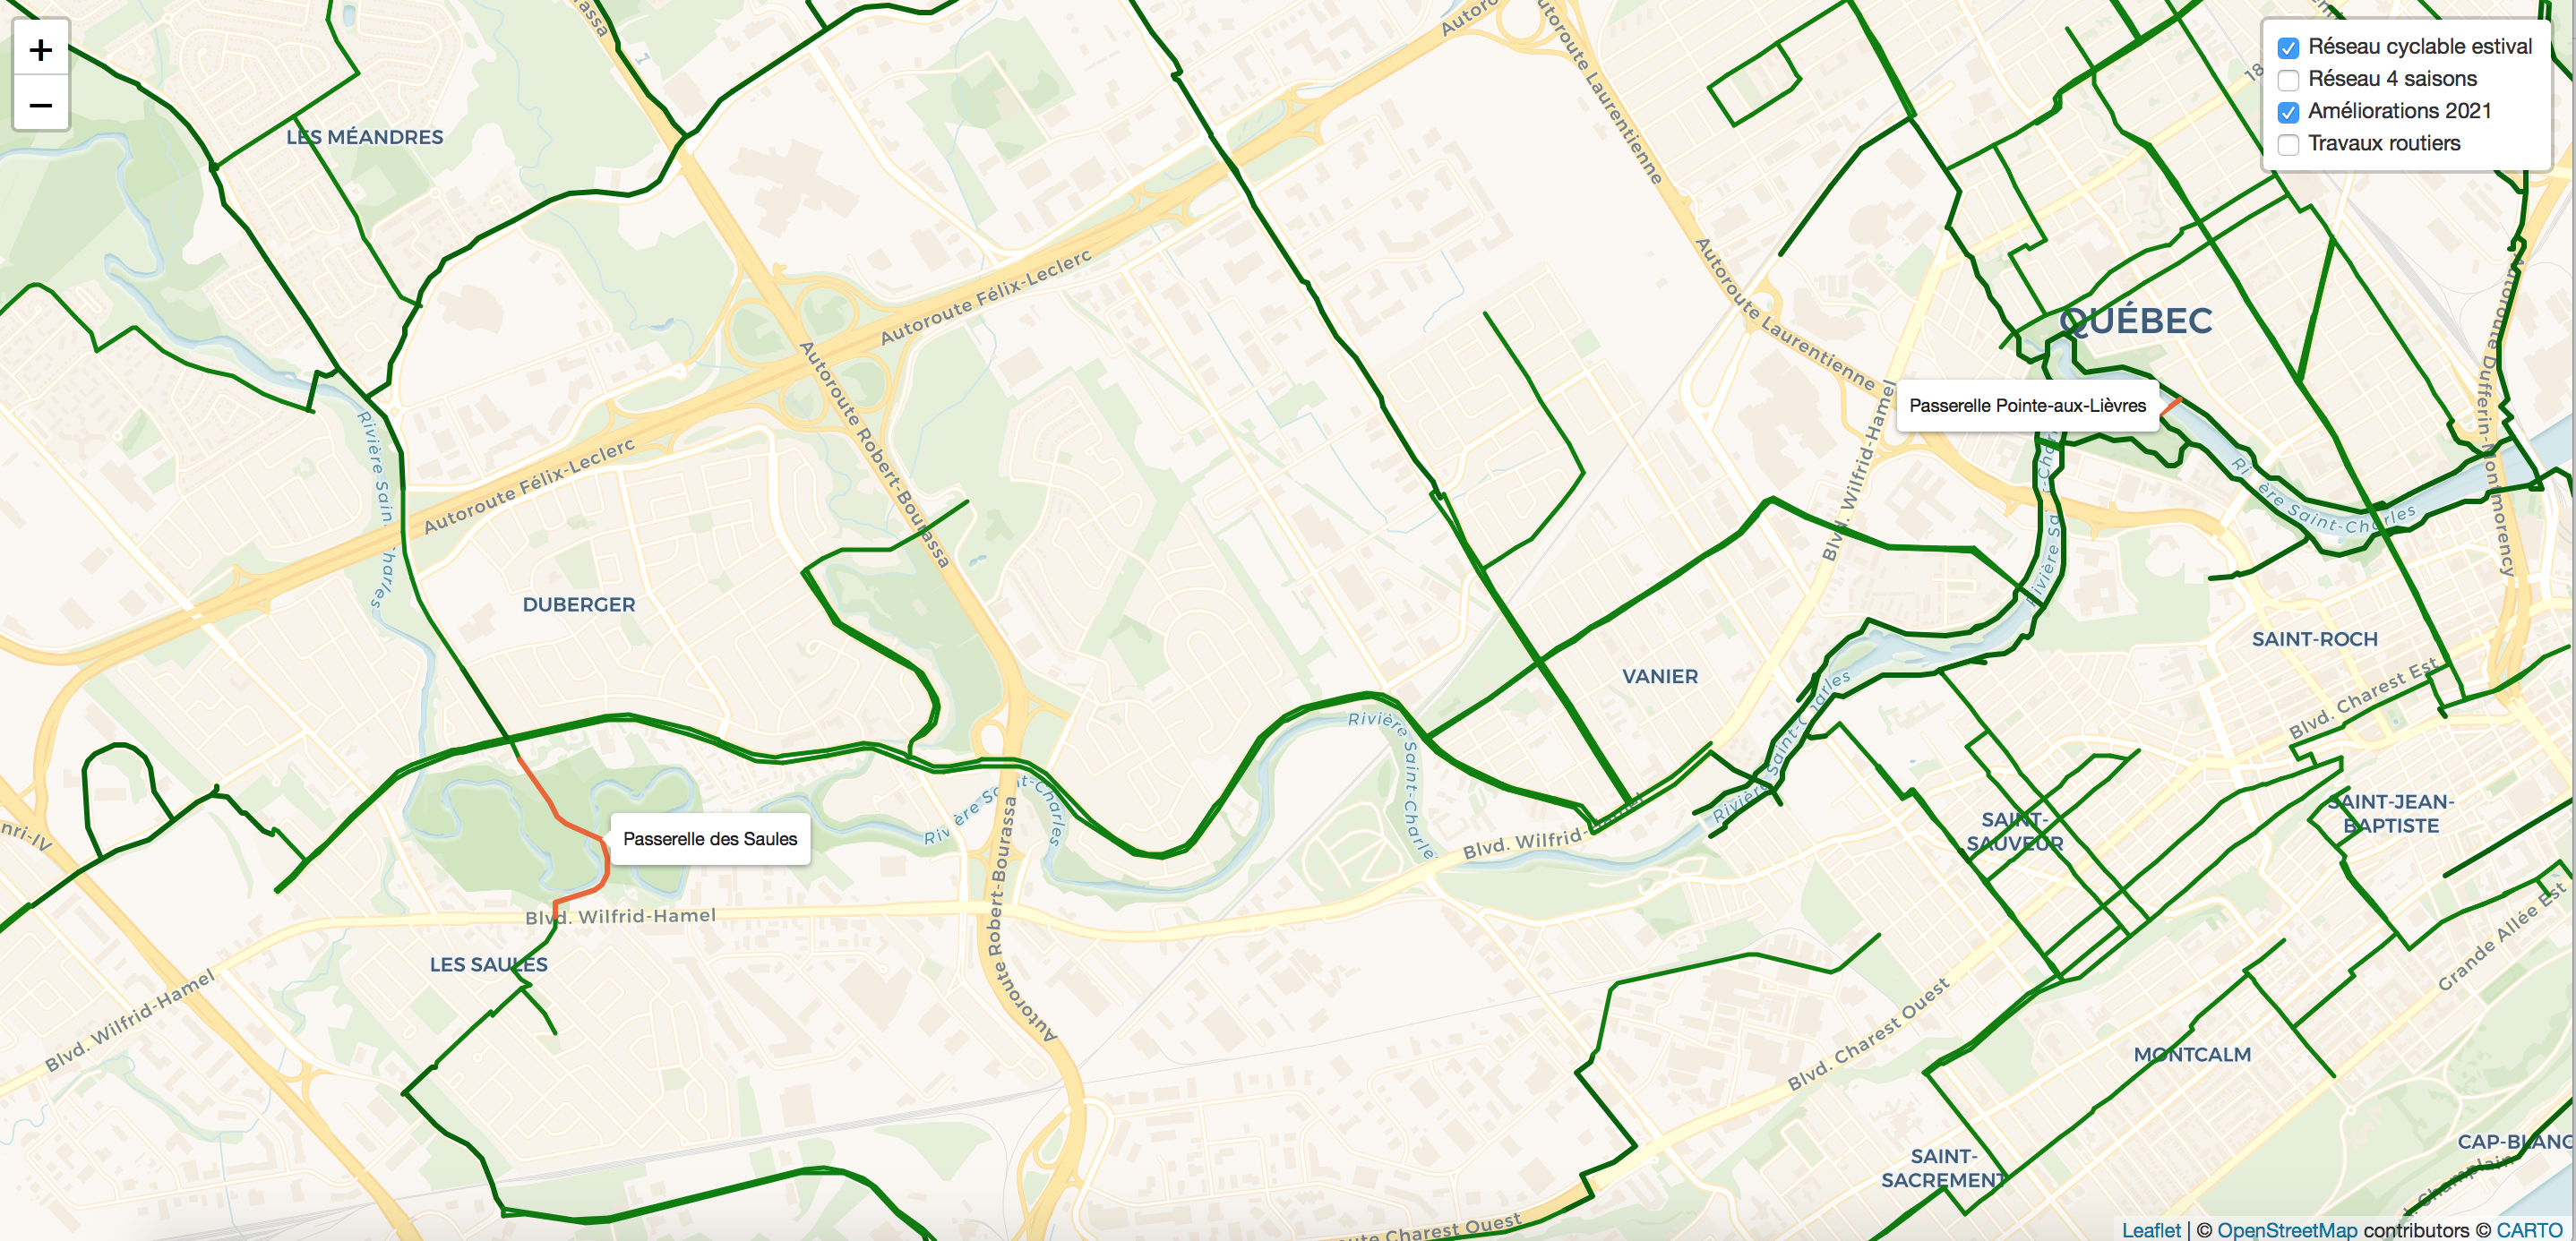 +
−
Réseau cyclable estival
Réseau 4 saisons
Améliorations 2021
Travaux routiers
LES MÉANDRES
Autoroute Laurentienne
Autoroute Félix-Leclerc
Autoroute Laurentienne
QUÉBEC
Autoroute Robert-Bourassa
Blvd. Wilfrid-Hamel
Passerelle Pointe-aux-Lièvres
Autoroute Dufferin-Montmorency
Autoroute Félix-Leclerc
Rivière Saint-Charles
DUBERGER
SAINT-ROCH
VANIER
Blvd. Charest Est
Rivière Saint-Charles
Rivière Saint-Charles
Passerelle des Saules
SAINT-
SAUVEUR
SAINT-JEAN-
BAPTISTE
Blvd. Wilfrid-Hamel
Autoroute Robert-Bourassa
LES SAULES
Grande Allée Est
Blvd. Wilfrid-Hamel
Blvd. Charest Ouest
MONTCALM
CAP-BLANC
SAINT-
SACREMENT
Leaflet | © OpenStreetMap contributors © CARTO